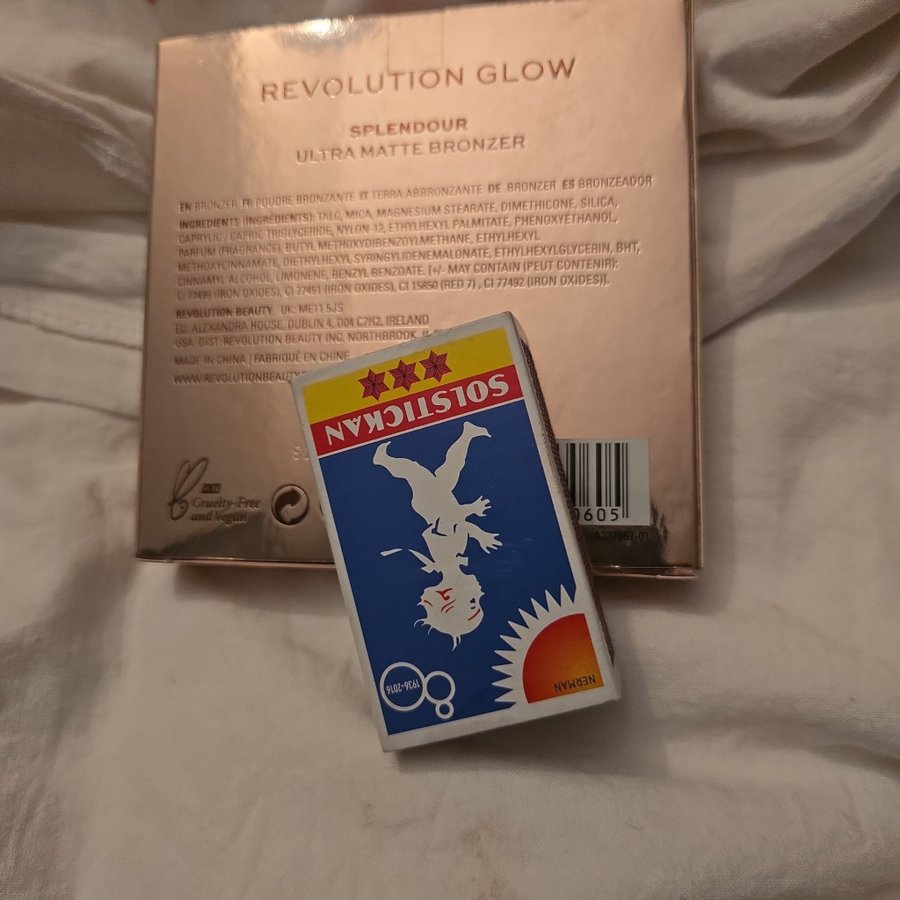 REVOLUTION GLOW
SPLENDOUR
ULTRA MATTE BRONZER
EN BRONZER FR POUDRE BRONZANTE IT TERRA ABBRONZANTE DE BRONZER ES BRONZEADOR
INGREDIENTS (INGRÉDIENTS): TALC, MICA, MAGNESIUM STEARATE, DIMETHICONE, SILICA,
CAPRYLIC / CAPRIC TRIGLYCERIDE, NYLON-12, ETHYLHEXYL PALMITATE, PHENOXYETHANOL,
PARFUM (FRAGRANCE), BUTYL METHOXYDIBENZOYLMETHANE, ETHYLHEXYL
METHOXYCINNAMATE, DIETHYLHEXYL SYRINGYLIDENEMALONATE, ETHYLHEXYLGLYCERIN, BHT,
CINNAMYL ALCOHOL, LIMONENE, BENZYL BENZOATE. [+/- MAY CONTAIN (PEUT CONTENIR):
CI 77499 (IRON OXIDES), CI 77491 (IRON OXIDES), CI 15850 (RED 7), CI 77492 (IRON OXIDES)].
REVOLUTION BEAUTY UK: ME11 5JS
EU: ALEXANDRA HOUSE, DUBLIN 4, D04 C7H2, IRELAND
USA: DIST: REVOLUTION BEAUTY INC. NORTHBROOK,
MADE IN CHINA | FABRIQUÉ EN CHINE
WWW.REVOLUTIONBEAUTY
Cruelty-Free
and Vegan
0605
A237987-01
SOLSTICKAN
1936-2016
NERMAN